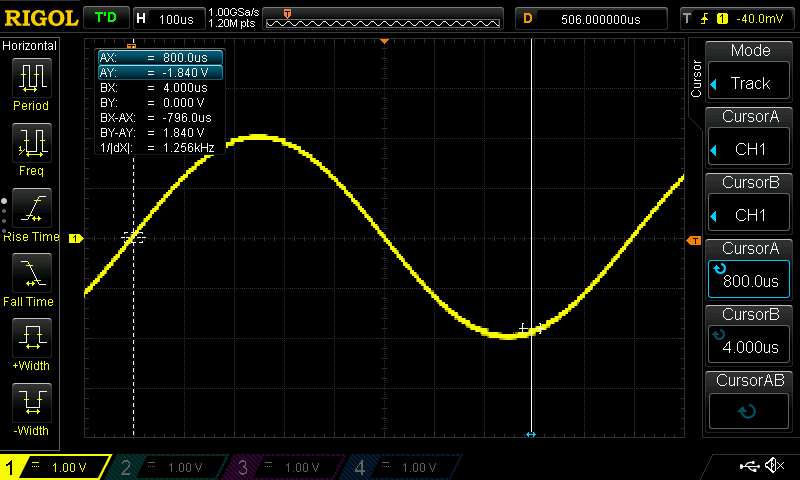 RIGOL T'D H 100us 1.00GSa/s 1.20M pts T D 506.000000us T 1 -40.0mV
Horizontal
Period
Freq
Rise Time
Fall Time
+Width
-Width
AX: = 800.0us
AY: = -1.840 V
BX: = 4.000us
BY: = 0.000 V
BX-AX: = -796.0us
BY-AY: = 1.840 V
1/|dX|: = 1.256kHz
1
T
Cursor
Mode
Track
CursorA
CH1
CursorB
CH1
CursorA
800.0us
CursorB
4.000us
CursorAB
1 = 1.00 V 2 = 1.00 V 3 = 1.00 V 4 = 1.00 V